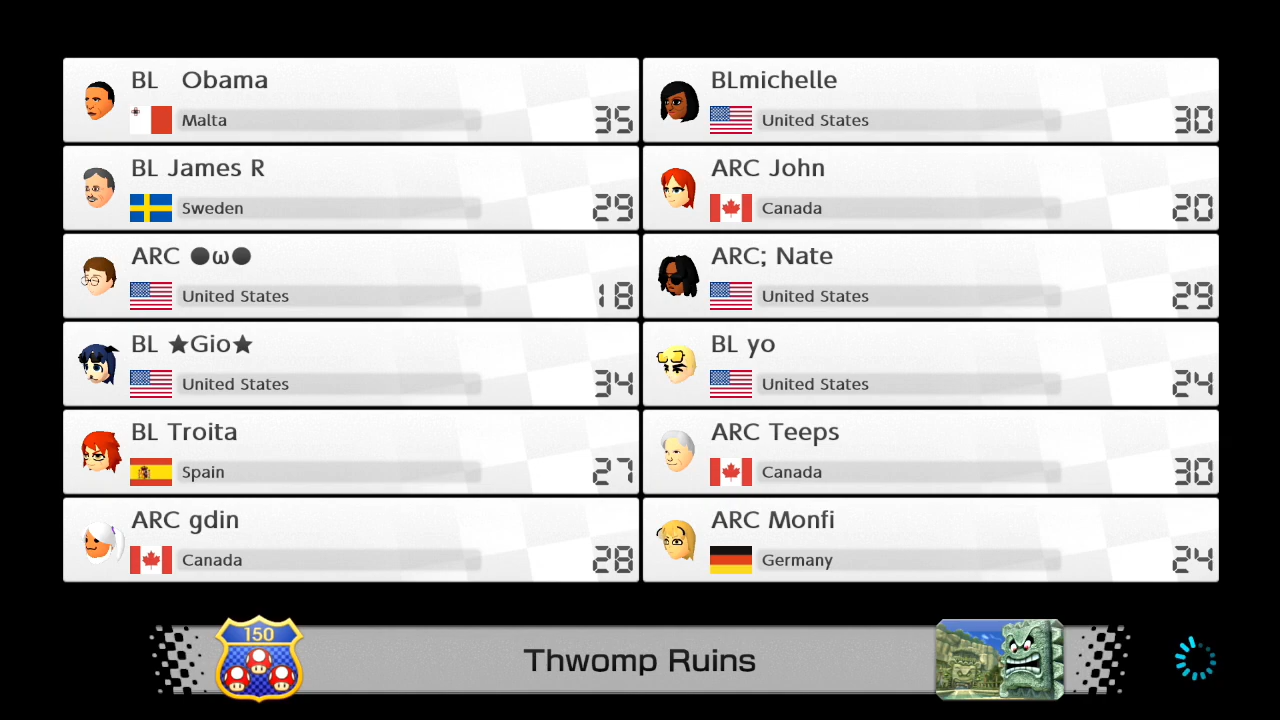 BL Obama
Malta
35
BLmichelle
United States
30
BL James R
Sweden
29
ARC John
Canada
20
ARC ●ω●
United States
18
ARC; Nate
United States
29
BL ★Gio★
United States
34
BL yo
United States
24
BL Troita
Spain
27
ARC Teeps
Canada
30
ARC gdin
Canada
28
ARC Monfi
Germany
24
150
Thwomp Ruins